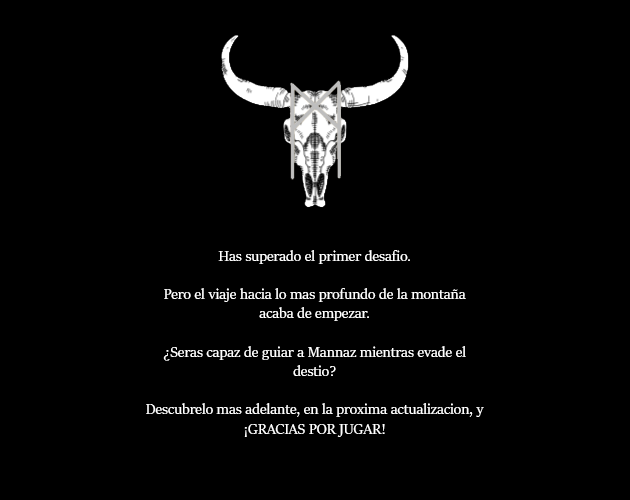 Has superado el primer desafio.
Pero el viaje hacia lo mas profundo de la montaña
acaba de empezar.
¿Seras capaz de guiar a Mannaz mientras evade el
destio?
Descubrelo mas adelante, en la proxima actualizacion, y
¡GRACIAS POR JUGAR!